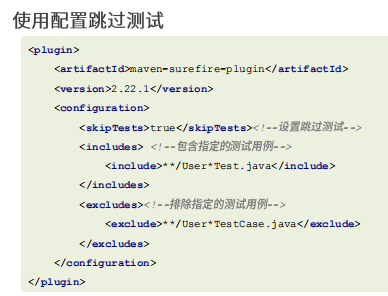 使用配置跳过测试
<plugin>
    <artifactId>maven-surefire-plugin</artifactId>
    <version>2.22.1</version>
    <configuration>
        <skipTests>true</skipTests><!--设置跳过测试-->
        <includes> <!--包含指定的测试用例-->
            <include>**/User*Test.java</include>
        </includes>
        <excludes><!--排除指定的测试用例-->
            <exclude>**/User*TestCase.java</exclude>
        </excludes>
    </configuration>
</plugin>